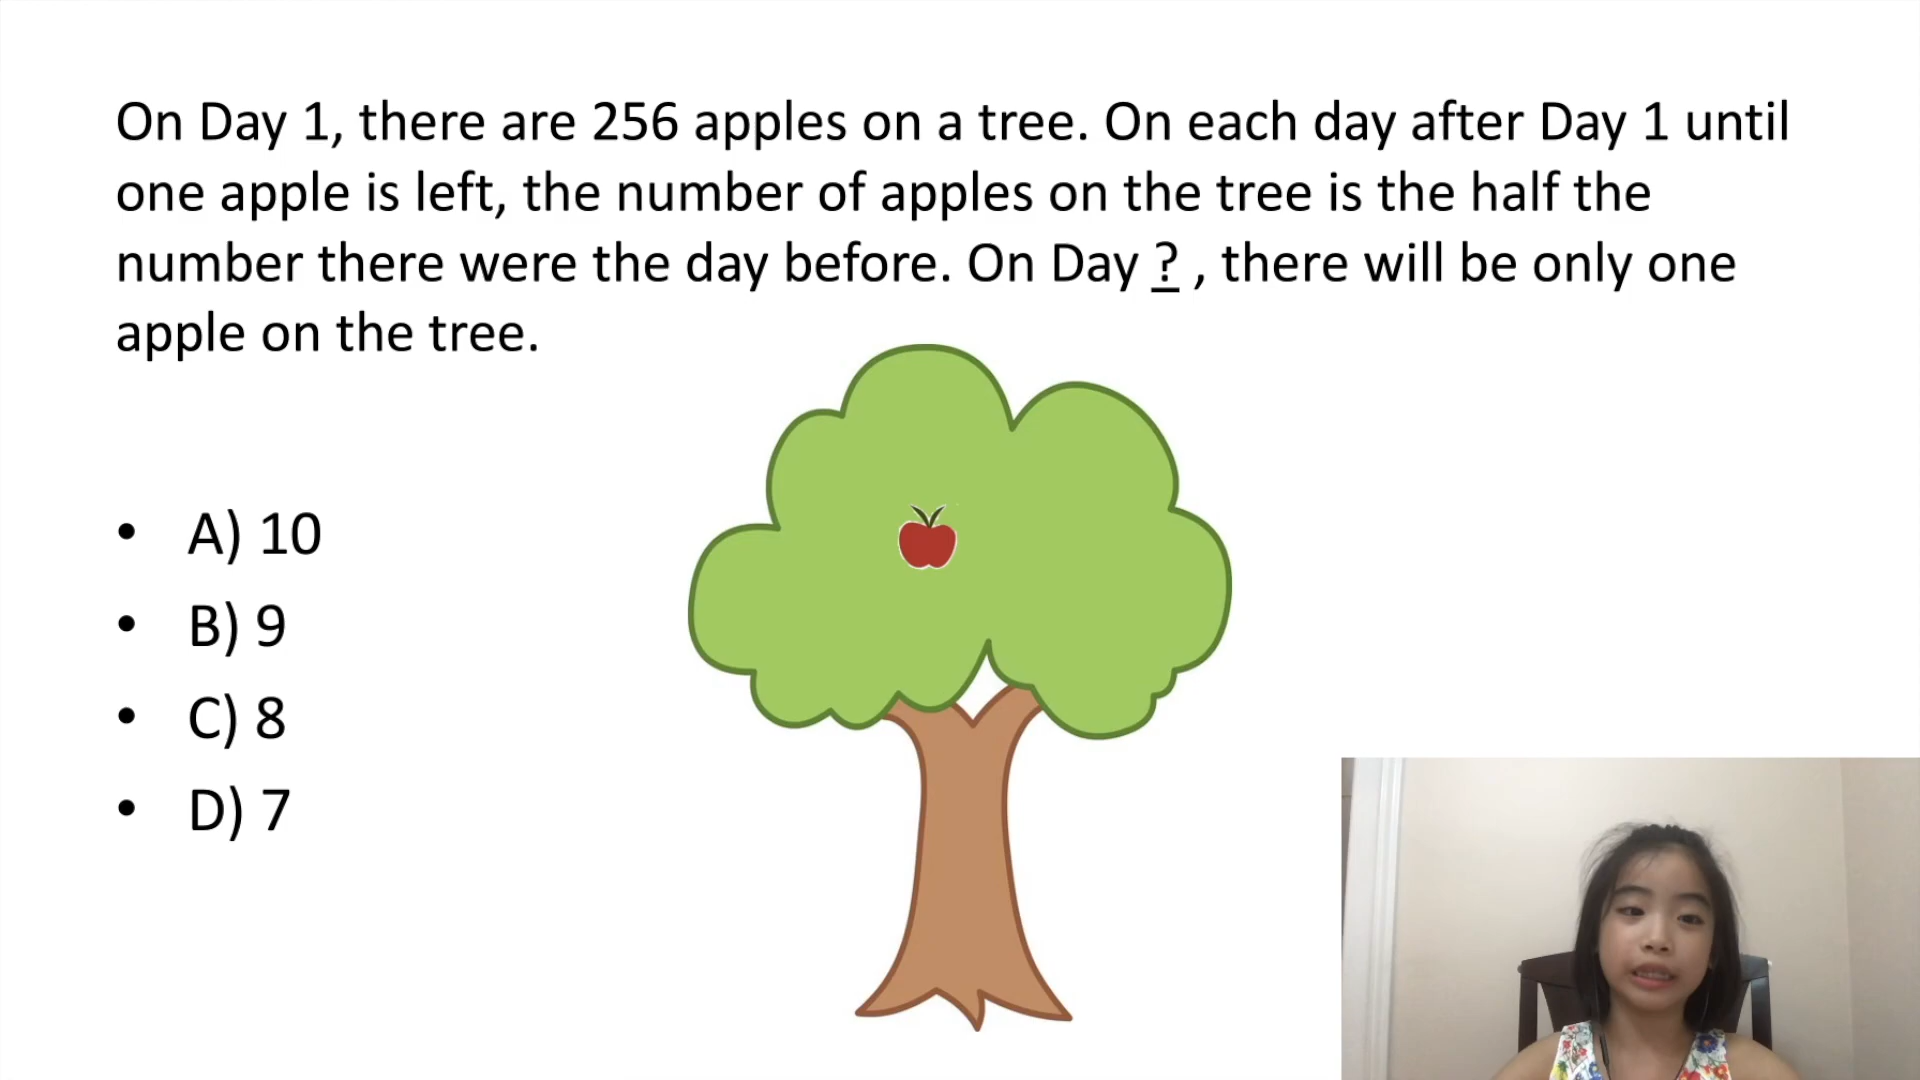 On Day 1, there are 256 apples on a tree. On each day after Day 1 until
one apple is left, the number of apples on the tree is the half the
number there were the day before. On Day ? , there will be only one
apple on the tree.
• A) 10
• B) 9
• C) 8
• D) 7